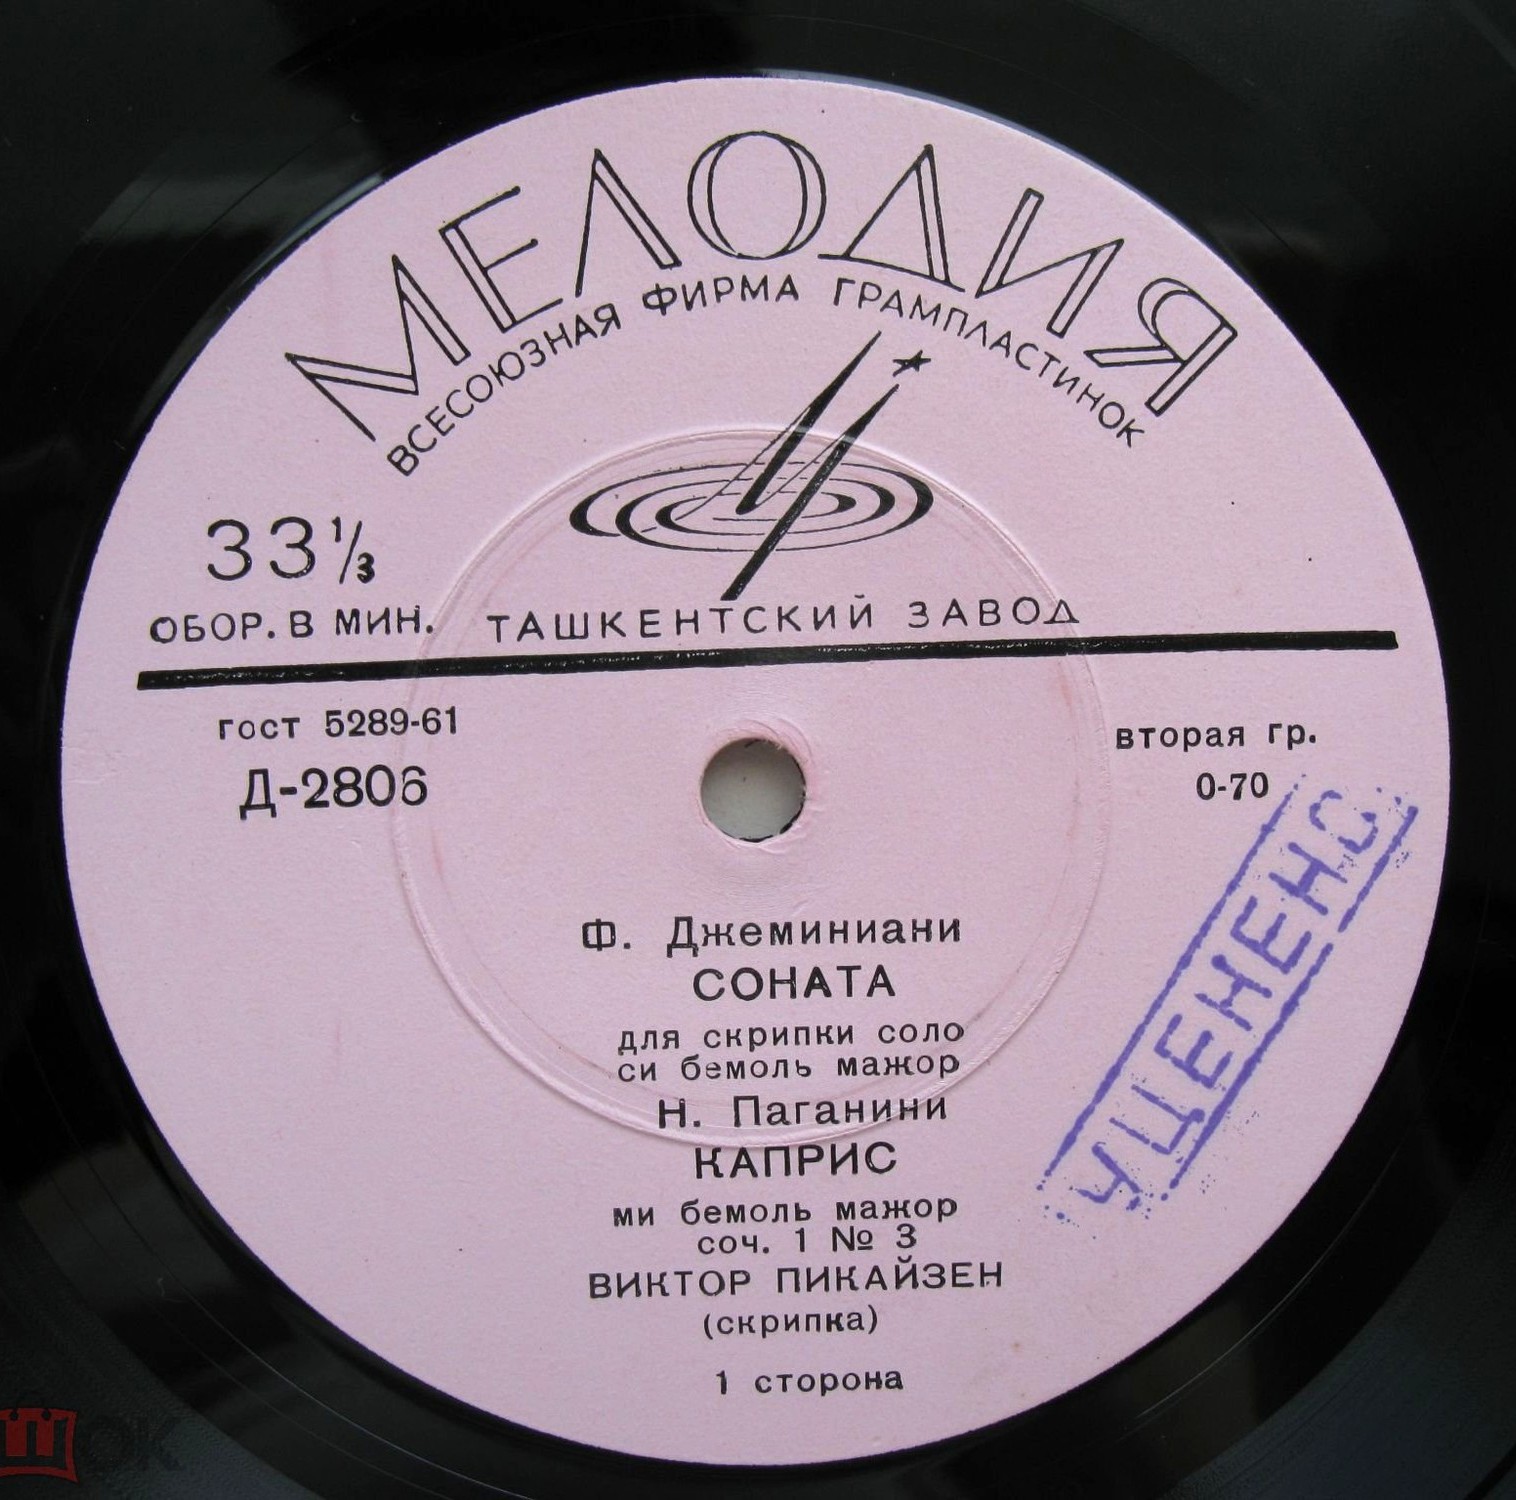 МЕЛОДИЯ
ВСЕСОЮЗНАЯ ФИРМА ГРАМПЛАСТИНОК
33⅓
ОБОР. В МИН.
ТАШКЕНТСКИЙ ЗАВОД
гост 5289-61
Д-2806
вторая гр.
0-70
УЦЕНЕНО
Ф. Джеминиани
СОНАТА
для скрипки соло
си бемоль мажор
Н. Паганини
КАПРИС
ми бемоль мажор
соч. 1 № 3
ВИКТОР ПИКАЙЗЕН
(скрипка)
1 сторона